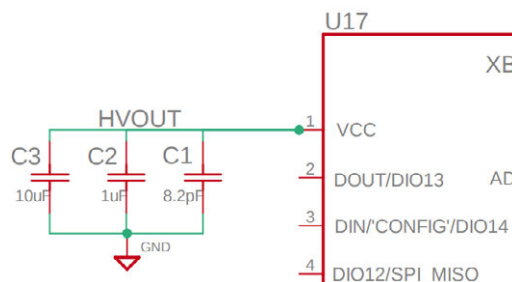 U17
XB
HVOUT
1 VCC
C3 C2 C1
10uF 1uF 8.2pF
2 DOUT/DIO13 AD
3 DIN/'CONFIG'/DIO14
GND
4 DIO12/SPI_MISO